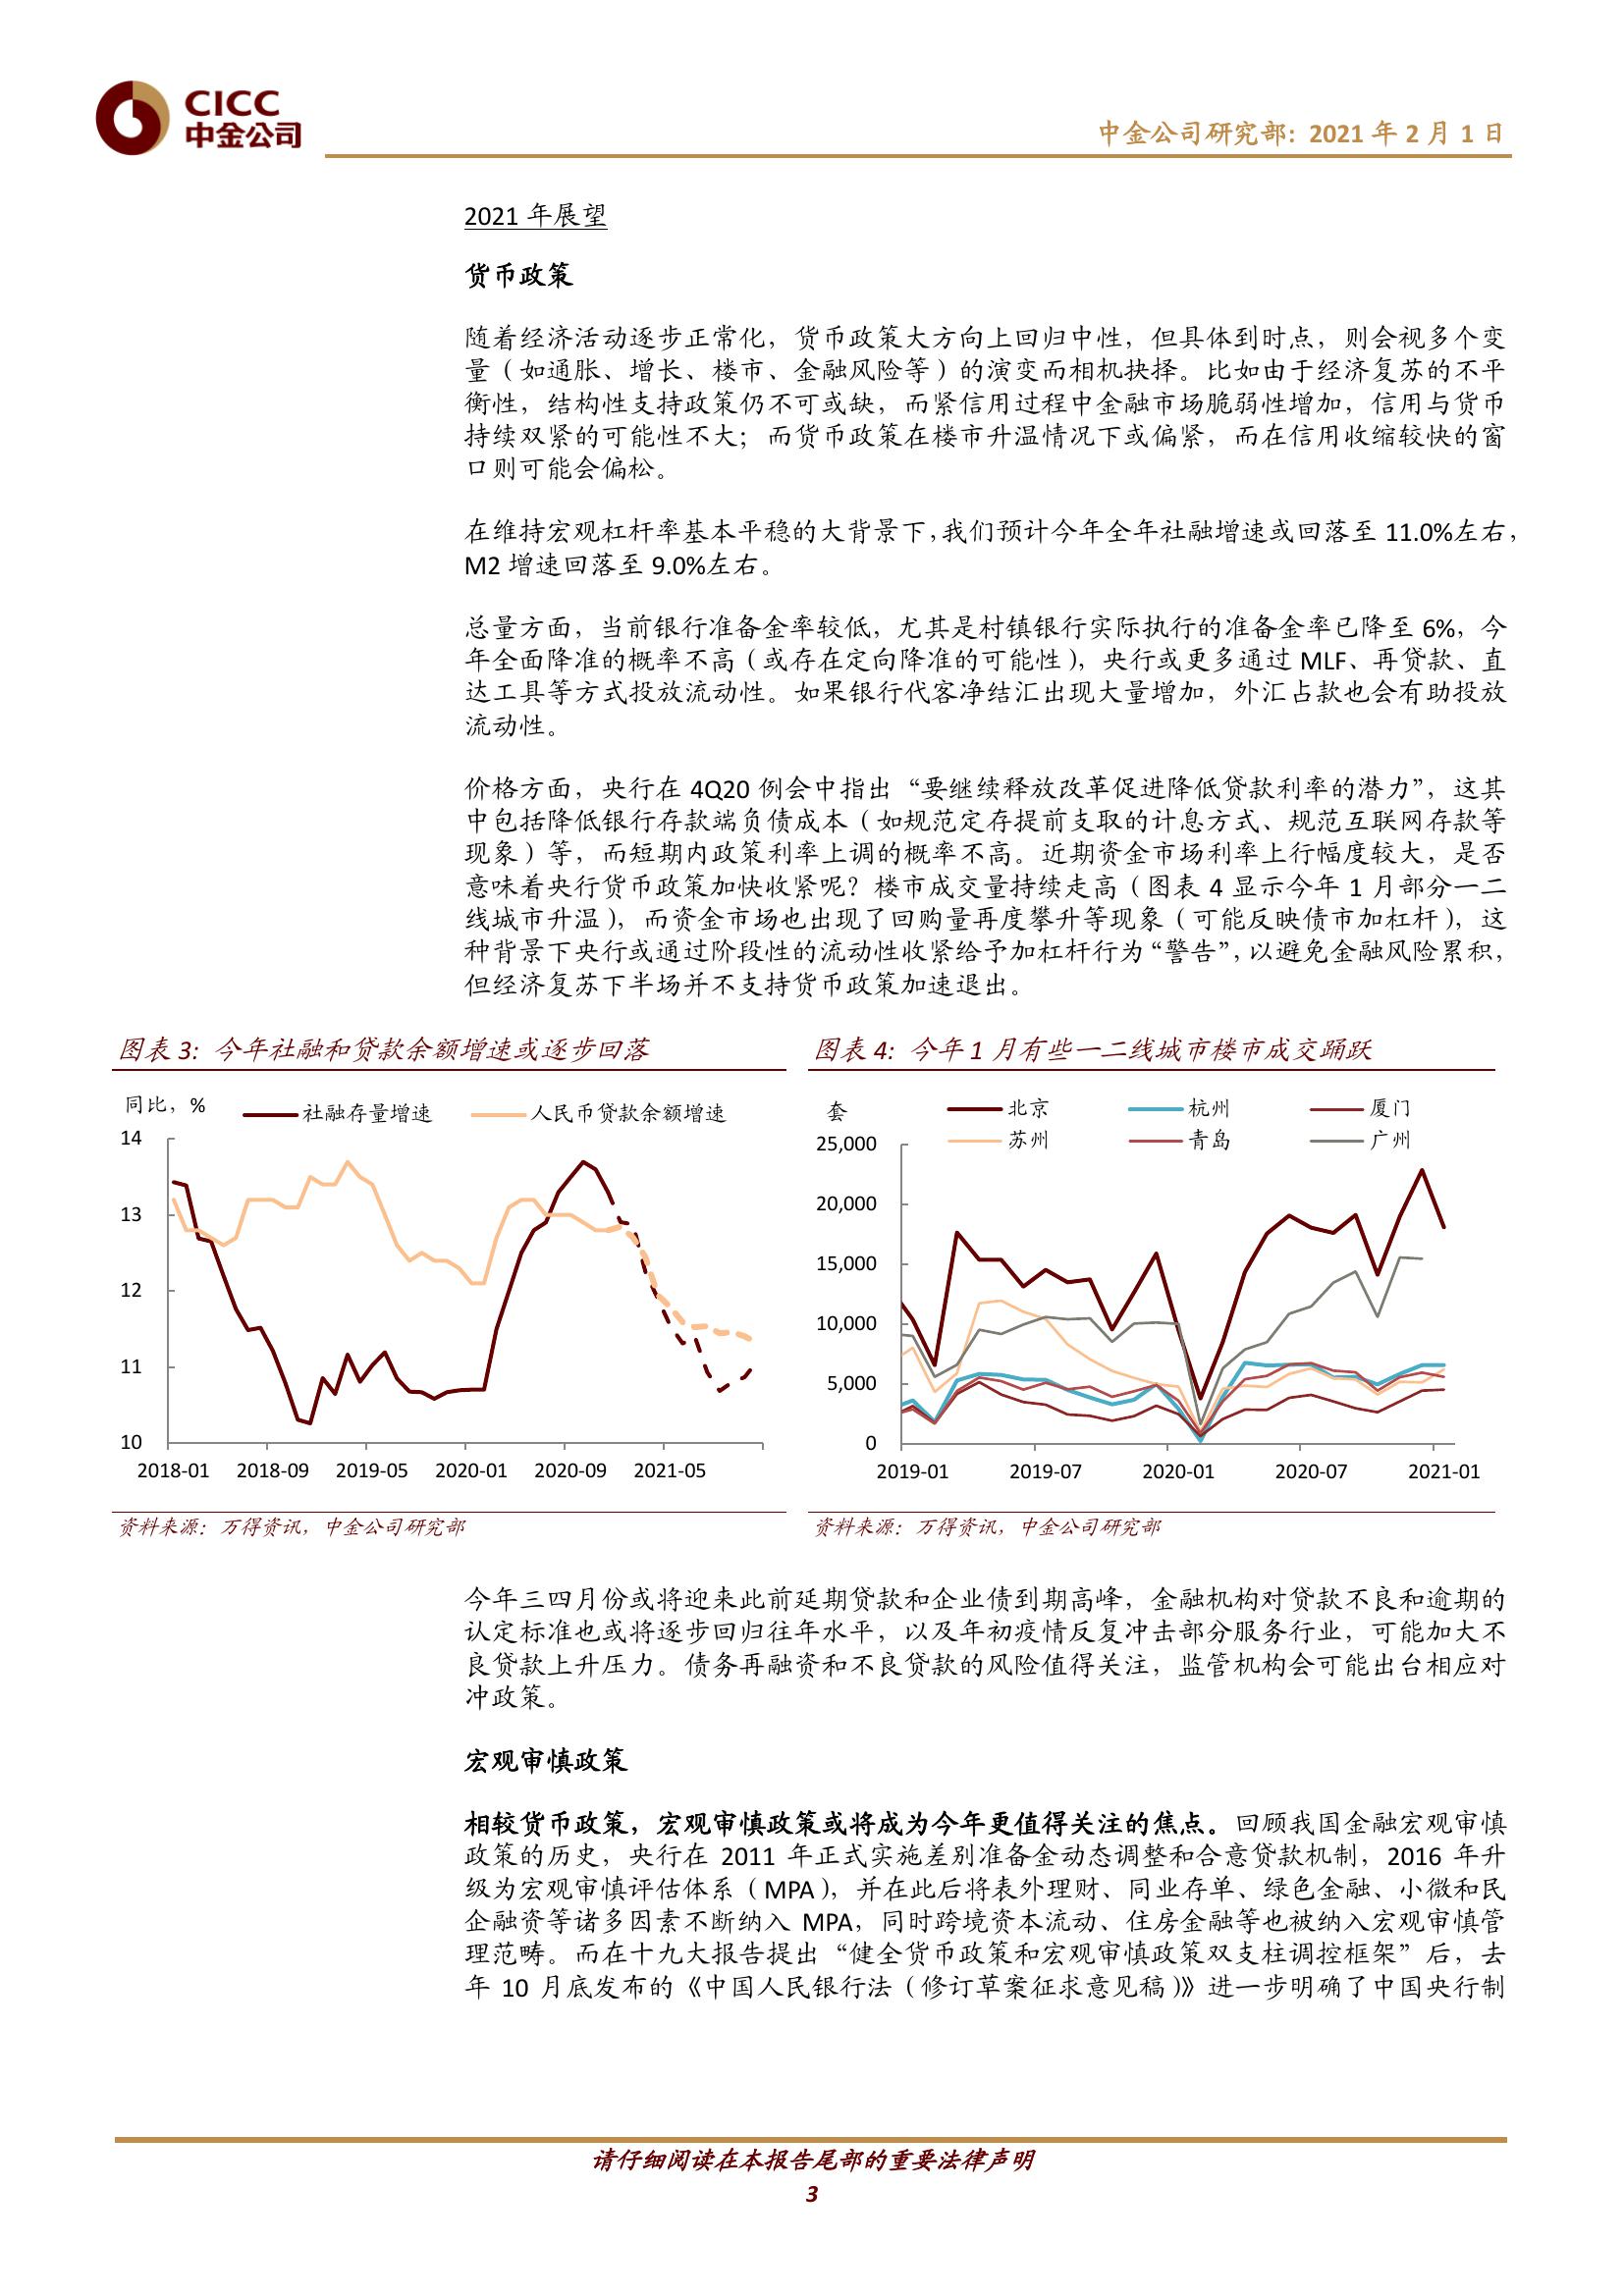 CICC
中金公司
中金公司研究部: 2021 年 2 月 1 日
2021 年展望
货币政策
随着经济活动逐步正常化，货币政策大方向上回归中性，但具体到时点，则会视多个变
量（如通胀、增长、楼市、金融风险等）的演变而相机抉择。比如由于经济复苏的不平
衡性，结构性支持政策仍不可或缺，而紧信用过程中金融市场脆弱性增加，信用与货币
持续双紧的可能性不大；而货币政策在楼市升温情况下或偏紧，而在信用收缩较快的窗
口则可能会偏松。
在维持宏观杠杆率基本平稳的大背景下，我们预计今年全年社融增速或回落至 11.0%左右，
M2 增速回落至 9.0%左右。
总量方面，当前银行准备金率较低，尤其是村镇银行实际执行的准备金率已降至 6%，今
年全面降准的概率不高（或存在定向降准的可能性），央行或更多通过 MLF、再贷款、直
达工具等方式投放流动性。如果银行代客净结汇出现大量增加，外汇占款也会有助投放
流动性。
价格方面，央行在 4Q20 例会中指出“要继续释放改革促进降低贷款利率的潜力”，这其
中包括降低银行存款端负债成本（如规范定存提前支取的计息方式、规范互联网存款等
现象）等，而短期内政策利率上调的概率不高。近期资金市场利率上行幅度较大，是否
意味着央行货币政策加快收紧呢？楼市成交量持续走高（图表 4 显示今年 1 月部分一二
线城市升温），而资金市场也出现了回购量再度攀升等现象（可能反映债市加杠杆），这
种背景下央行或通过阶段性的流动性收紧给予加杠杆行为“警告”，以避免金融风险累积，
但经济复苏下半场并不支持货币政策加速退出。
图表 3: 今年社融和贷款余额增速或逐步回落
同比，%
社融存量增速
人民币贷款余额增速
14
13
12
11
10
2018-01
2018-09
2019-05
2020-01
2020-09
2021-05
资料来源：万得资讯，中金公司研究部
图表 4: 今年 1 月有些一二线城市楼市成交踊跃
套
北京
杭州
厦门
苏州
青岛
广州
25,000
20,000
15,000
10,000
5,000
0
2019-01
2019-07
2020-01
2020-07
2021-01
资料来源：万得资讯，中金公司研究部
今年三四月份或将迎来此前延期贷款和企业债到期高峰，金融机构对贷款不良和逾期的
认定标准也或将逐步回归往年水平，以及年初疫情反复冲击部分服务行业，可能加大不
良贷款上升压力。债务再融资和不良贷款的风险值得关注，监管机构会可能出台相应对
冲政策。
宏观审慎政策
相较货币政策，宏观审慎政策或将成为今年更值得关注的焦点。回顾我国金融宏观审慎
政策的历史，央行在 2011 年正式实施差别准备金动态调整和合意贷款机制，2016 年升
级为宏观审慎评估体系（MPA），并在此后将表外理财、同业存单、绿色金融、小微和民
企融资等诸多因素不断纳入 MPA，同时跨境资本流动、住房金融等也被纳入宏观审慎管
理范畴。而在十九大报告提出“健全货币政策和宏观审慎政策双支柱调控框架”后，去
年 10 月底发布的《中国人民银行法（修订草案征求意见稿）》进一步明确了中国央行制
请仔细阅读在本报告尾部的重要法律声明
3